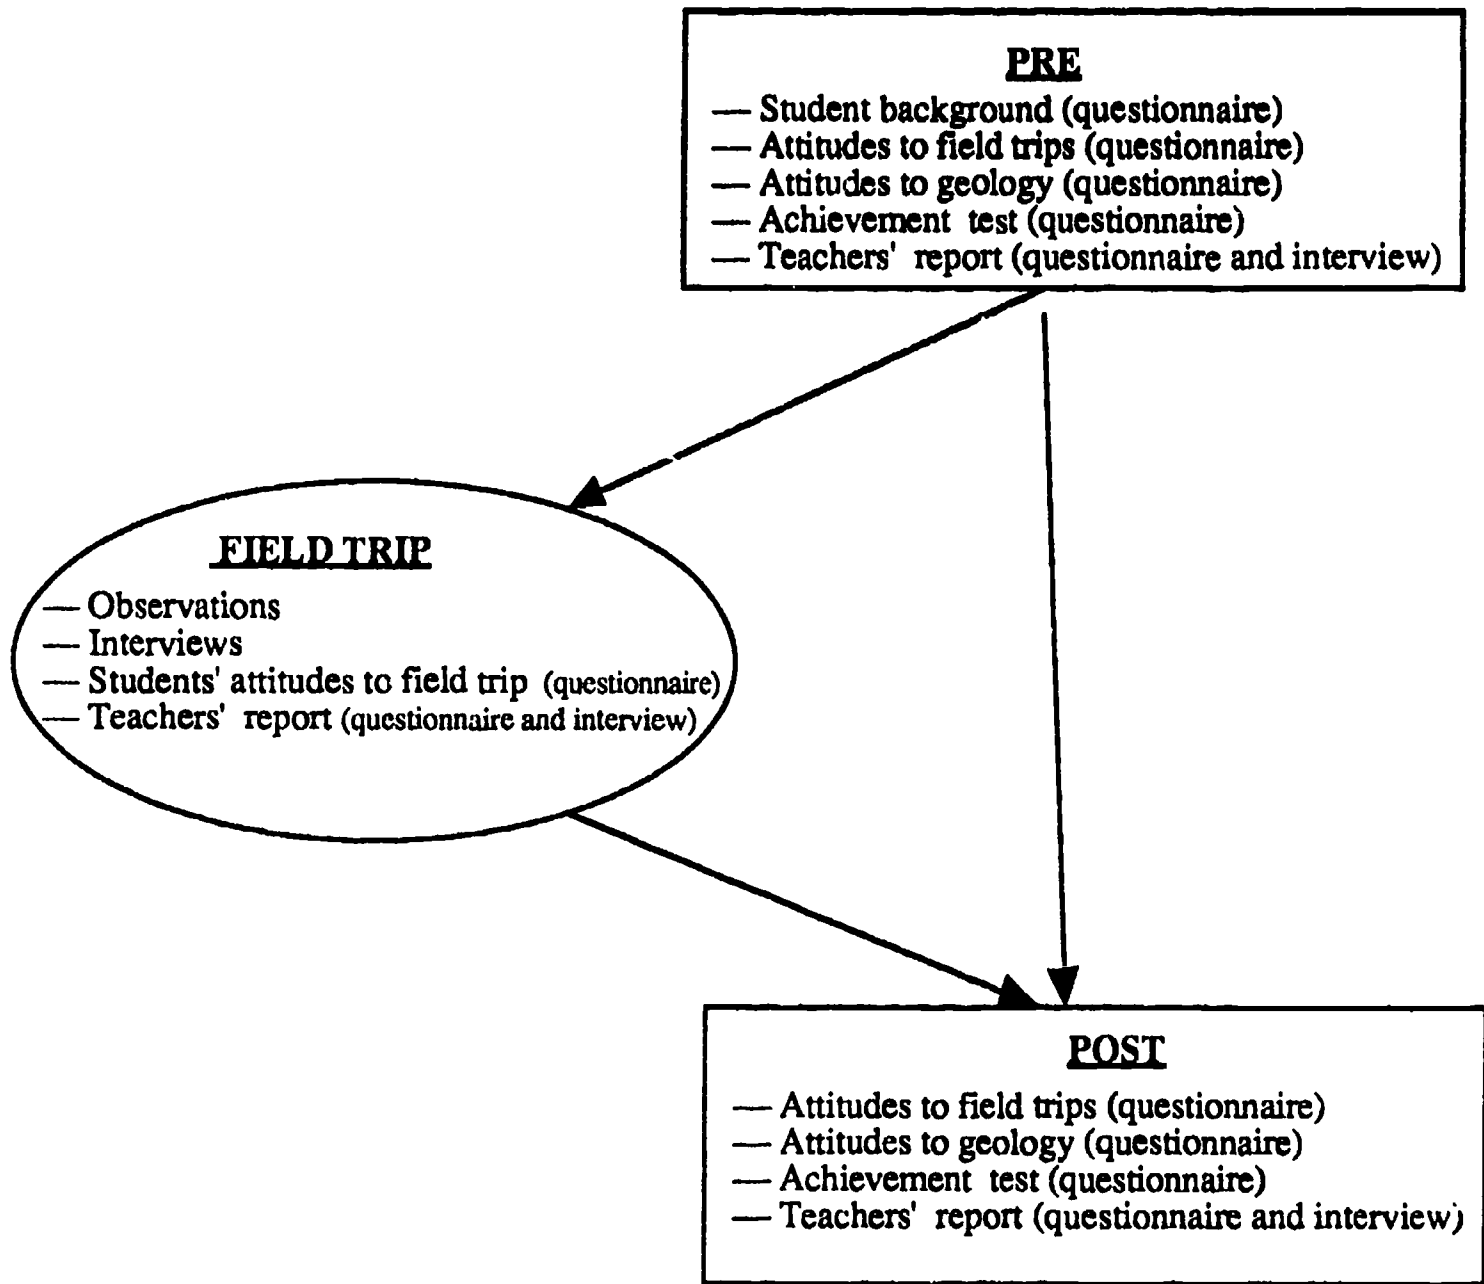 PRE
— Student background (questionnaire)
— Attitudes to field trips (questionnaire)
— Attitudes to geology (questionnaire)
— Achievement test (questionnaire)
— Teachers' report (questionnaire and interview)
FIELD TRIP
— Observations
— Interviews
— Students' attitudes to field trip (questionnaire)
— Teachers' report (questionnaire and interview)
POST
— Attitudes to field trips (questionnaire)
— Attitudes to geology (questionnaire)
— Achievement test (questionnaire)
— Teachers' report (questionnaire and interview)